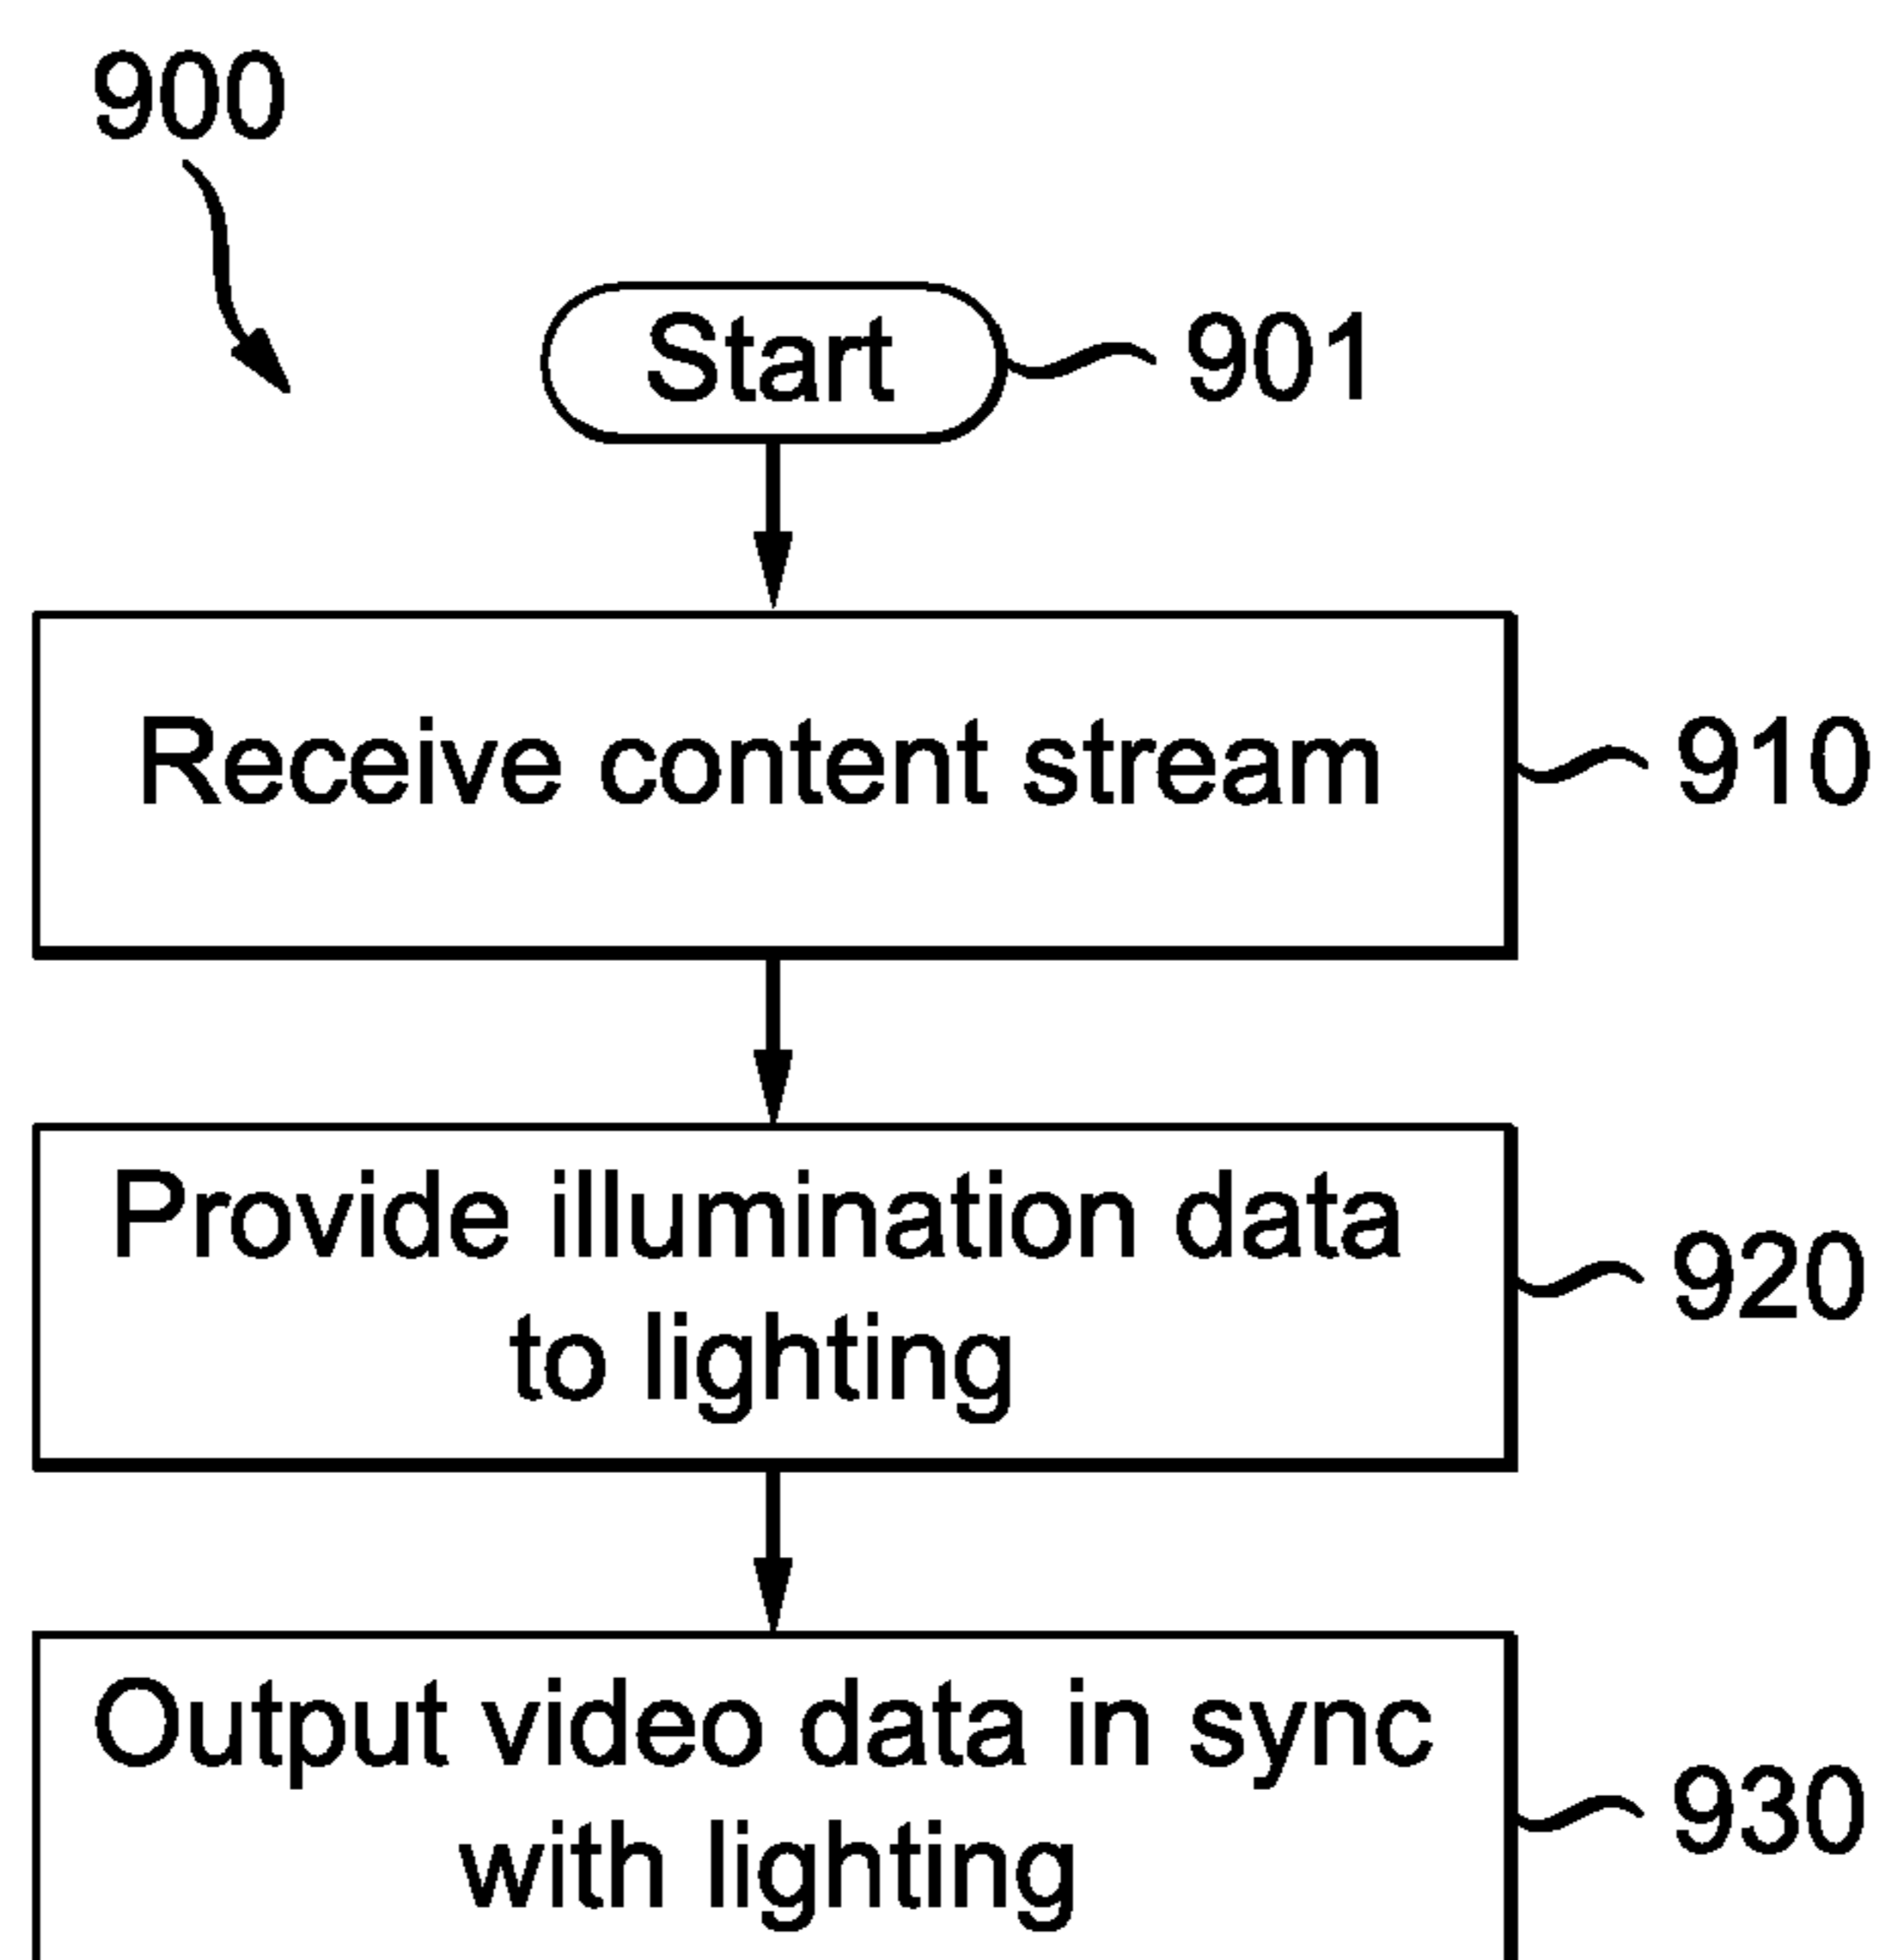 900
Start
901
Receive content stream
910
Provide illumination data
to lighting
920
Output video data in sync
with lighting
930